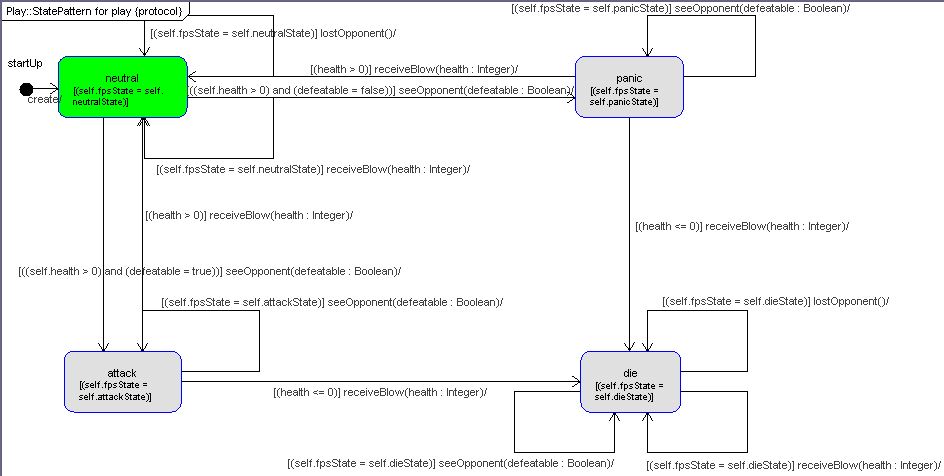 Play::StatePattern for play {protocol}
[(self.fpsState = self.panicState)] seeOpponent(defeatable : Boolean)/
[(self.fpsState = self.neutralState)] lostOpponent()/
startUp
create/
neutral
[(self.fpsState = self.
neutralState)]
[(health > 0)] receiveBlow(health : Integer)/
[((self.health > 0) and (defeatable = false))] seeOpponent(defeatable : Boolean)/
panic
[(self.fpsState =
self.panicState)]
[(self.fpsState = self.neutralState)] receiveBlow(health : Integer)/
[(health > 0)] receiveBlow(health : Integer)/
[(health <= 0)] receiveBlow(health : Integer)/
[((self.health > 0) and (defeatable = true))] seeOpponent(defeatable : Boolean)/
[(self.fpsState = self.attackState)] seeOpponent(defeatable : Boolean)/
[(self.fpsState = self.dieState)] lostOpponent()/
attack
[(self.fpsState =
self.attackState)]
die
[(self.fpsState =
self.dieState)]
[(health <= 0)] receiveBlow(health : Integer)/
[(self.fpsState = self.dieState)] seeOpponent(defeatable : Boolean)/
[(self.fpsState = self.dieState)] receiveBlow(health : Integer)/